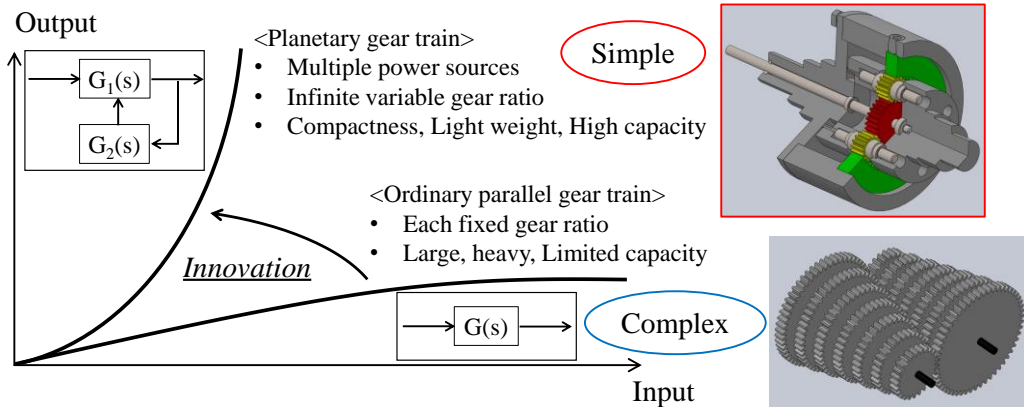 Output
G₁(s)
G₂(s)
<Planetary gear train>
• Multiple power sources
• Infinite variable gear ratio
• Compactness, Light weight, High capacity
Simple
<Ordinary parallel gear train>
• Each fixed gear ratio
• Large, heavy, Limited capacity
Innovation
G(s)
Complex
Input